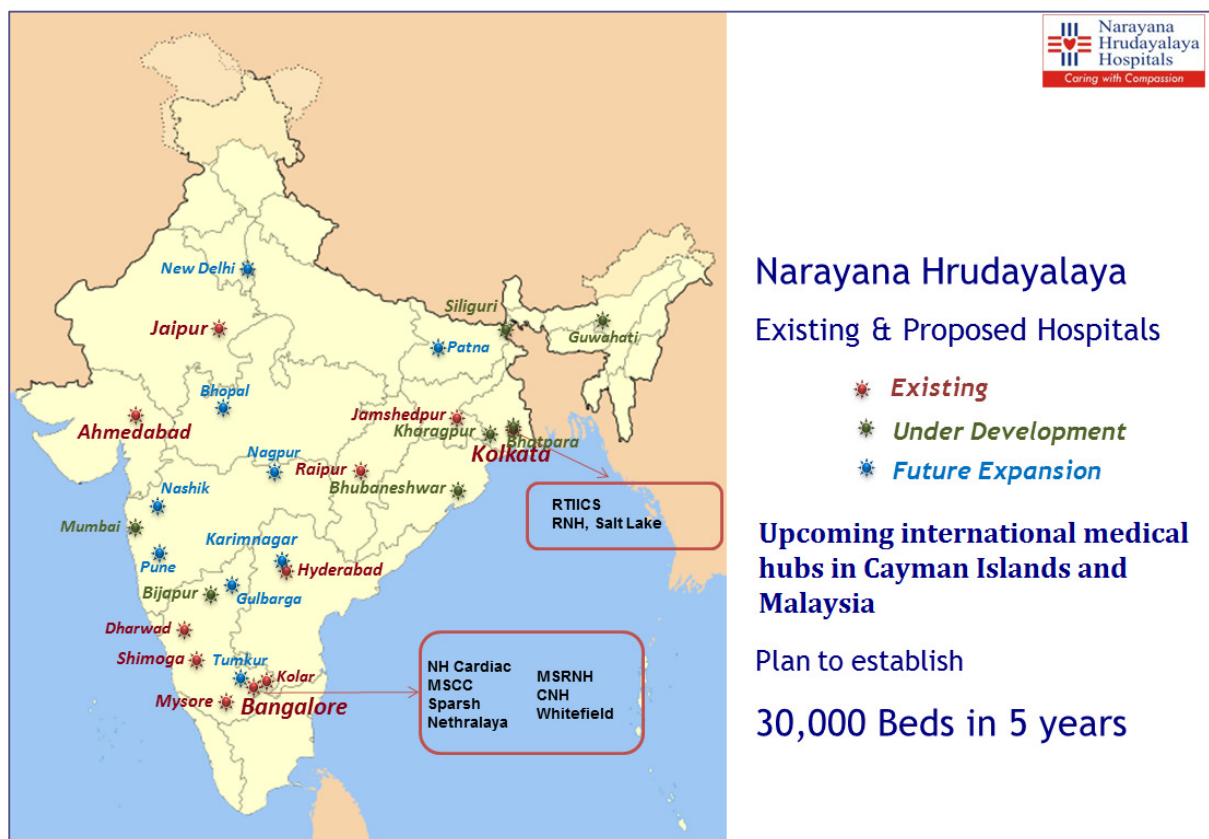 Narayana
Hrudayalaya
Hospitals
Caring with Compassion
New Delhi
Jaipur
Siliguri
Guwahati
Patna
Bhopal
Ahmedabad
Jamshedpur
Kharagpur
Bhatpara
Kolkata
Nagpur
Raipur
Bhubaneshwar
Nashik
Mumbai
Karimnagar
Pune
Hyderabad
Bijapur
Gulbarga
Dharwad
Shimoga
Tumkur
Kolar
Mysore
Bangalore
RTIICS
RNH, Salt Lake
NH Cardiac
MSCC
Sparsh
Nethralaya
MSRNH
CNH
Whitefield
Narayana Hrudayalaya
Existing & Proposed Hospitals
Existing
Under Development
Future Expansion
Upcoming international medical
hubs in Cayman Islands and
Malaysia
Plan to establish
30,000 Beds in 5 years